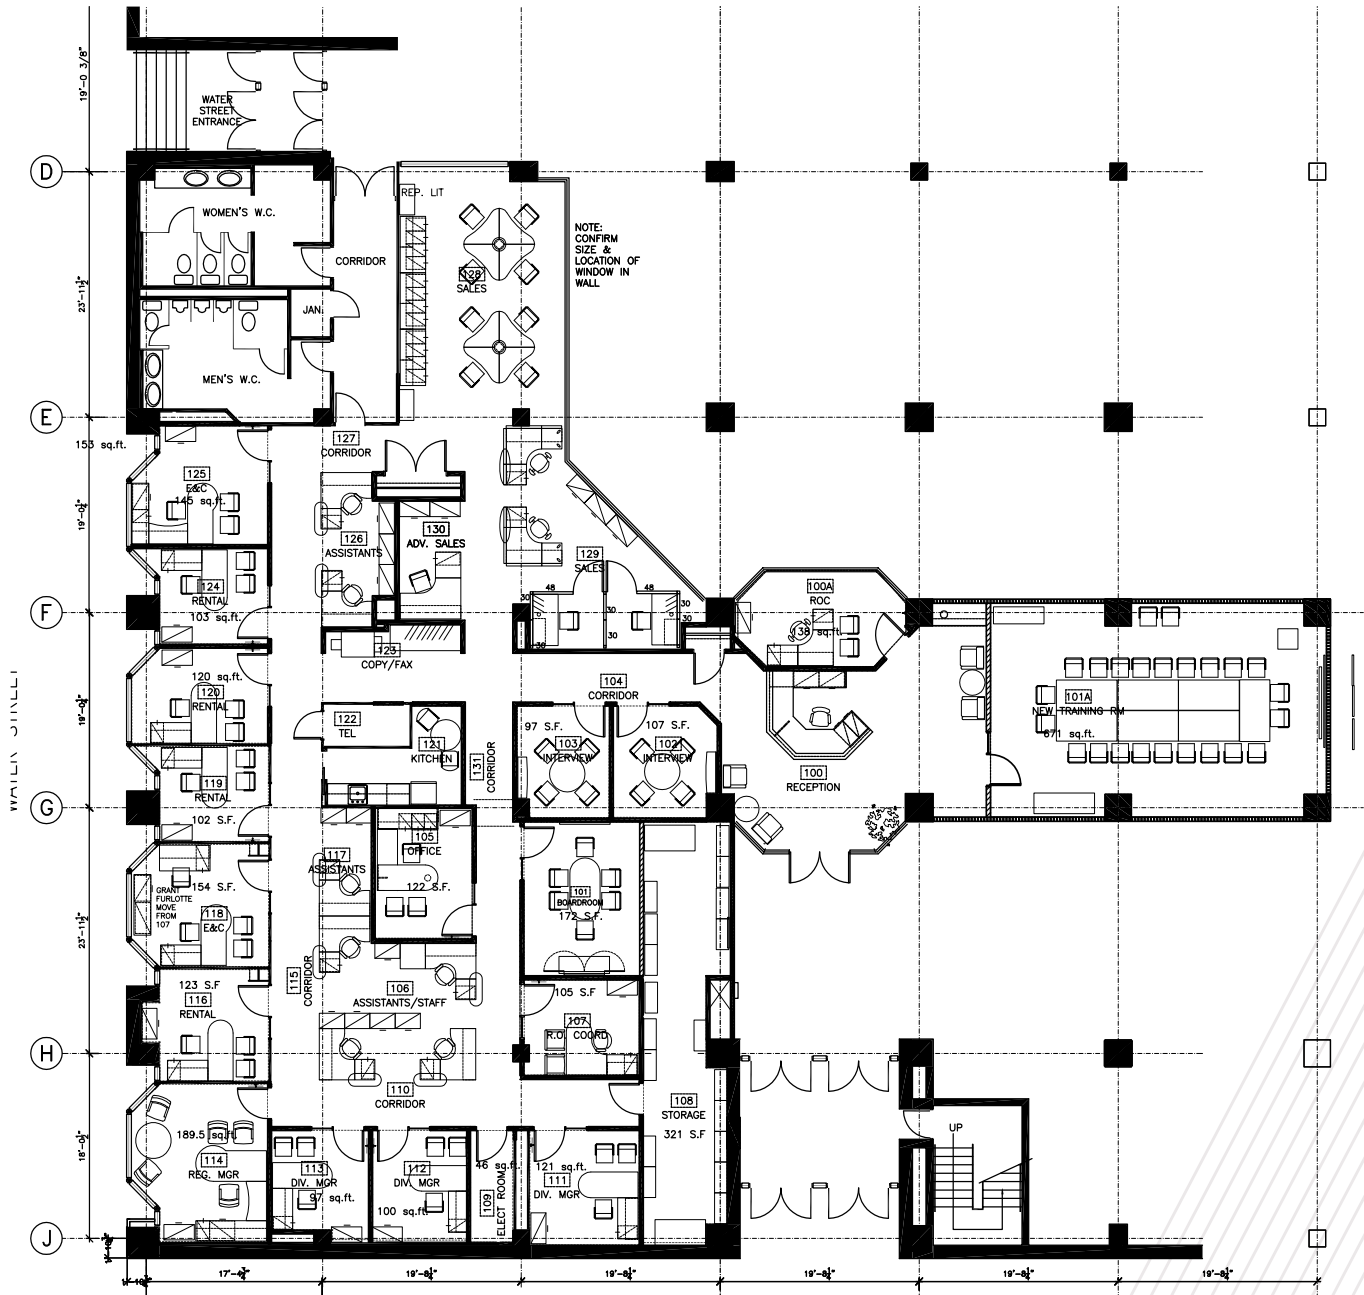 19'-0 3/8"
WATER
STREET
ENTRANCE
D
REP. LIT
WOMEN'S W.C.
NOTE:
CONFIRM
SIZE &
LOCATION OF
WINDOW IN
WALL
CORRIDOR
128
SALES
23'-11½"
JAN.
MEN'S W.C.
E
153 sq.ft.
127
CORRIDOR
125
E&C
145 sq.ft.
19'-0½"
130
ADV. SALES
126
ASSISTANTS
129
SALES
124
RENTAL
103 sq.ft.
48
48
30
30
30
30
30
100A
ROC
138 sq.ft.
F
123
COPY/FAX
120 sq.ft.
120
RENTAL
104
CORRIDOR
101A
NEW TRAINING RM
671 sq.ft.
WATER STREET
19'-0½"
122
TEL
121
KITCHEN
131
CORRIDOR
97 S.F.
103
INTERVIEW
107 S.F.
102
INTERVIEW
100
RECEPTION
119
RENTAL
102 S.F.
G
105
OFFICE
122 S.F.
117
ASSISTANTS
154 S.F.
GRANT
FURLOTTE
MOVE
FROM
107
118
E&C
101
BOARDROOM
172 S.F.
23'-11½"
115
CORRIDOR
123 S.F
116
RENTAL
106
ASSISTANTS/STAFF
105 S.F
107
R.O. COORD
H
110
CORRIDOR
108
STORAGE
321 S.F
UP
18'-0½"
189.5 sq.ft.
114
REG. MGR
113
DIV. MGR
97 sq.ft.
112
DIV. MGR
100 sq.ft.
46 sq.ft.
109
ELECT ROOM
121 sq.ft.
111
DIV. MGR
J
19'-8½"
19'-8½"
19'-8½"
19'-8½"
19'-8½"